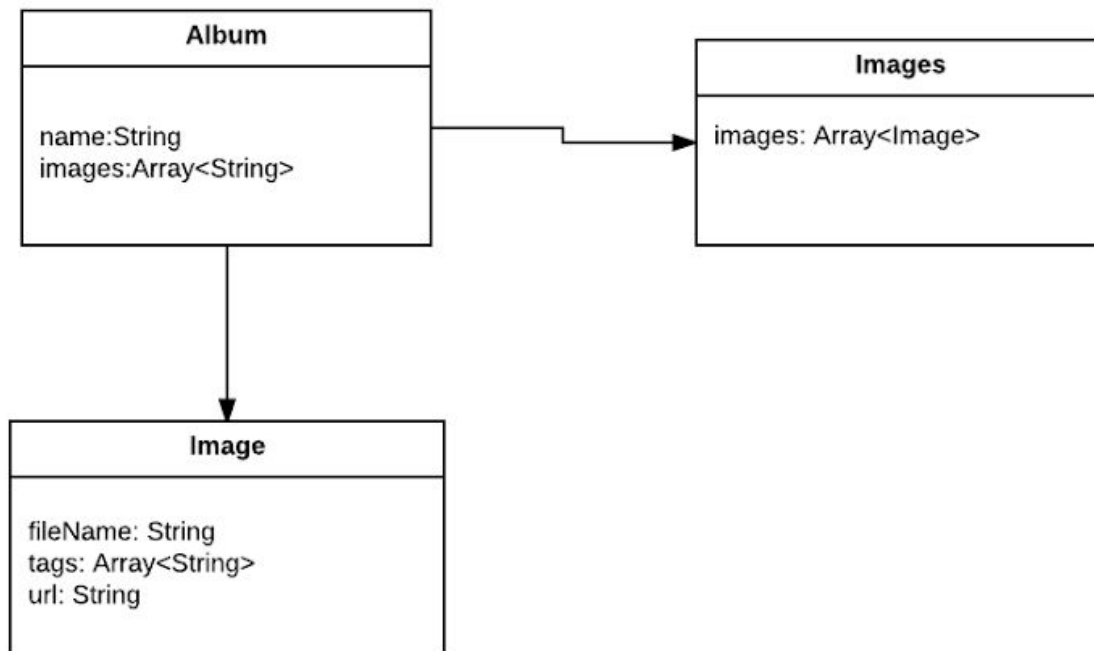 Album
name:String
images:Array<String>
Images
images: Array<Image>
Image
fileName: String
tags: Array<String>
url: String